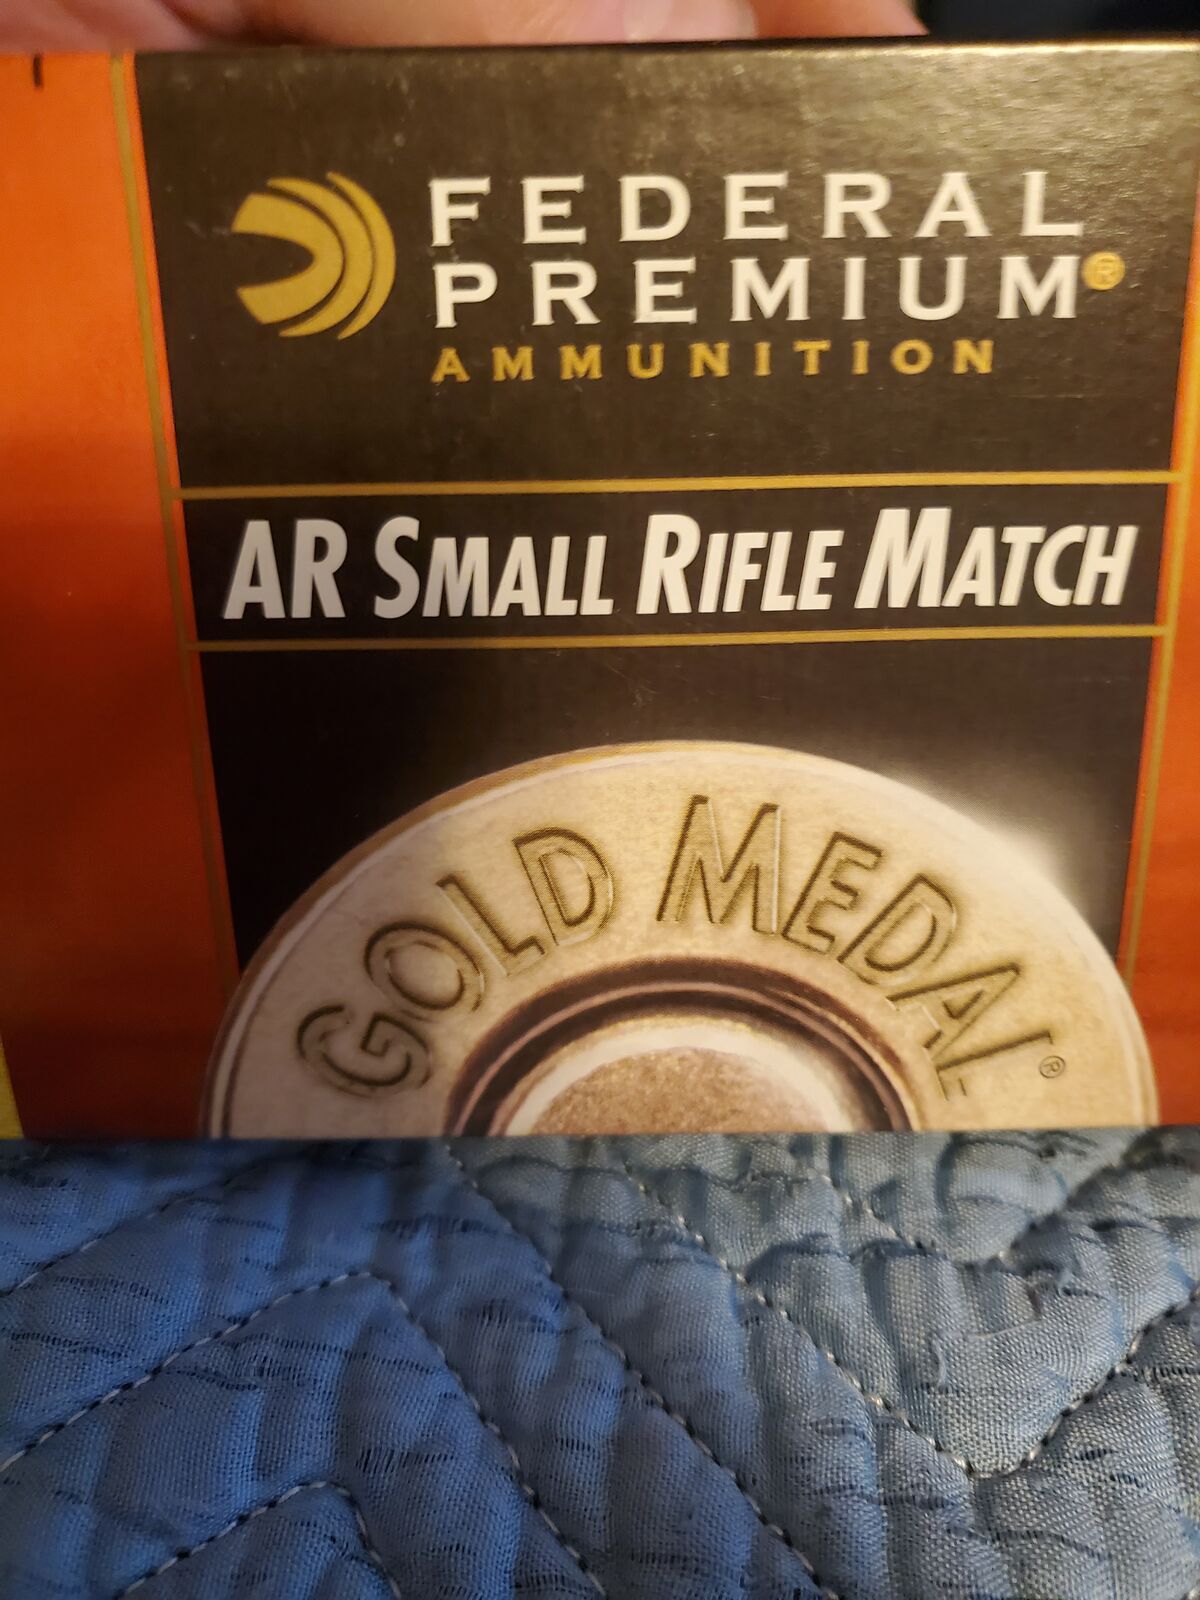 FEDERAL
PREMIUM®
AMMUNITION
AR SMALL RIFLE MATCH
GOLD MEDAL®